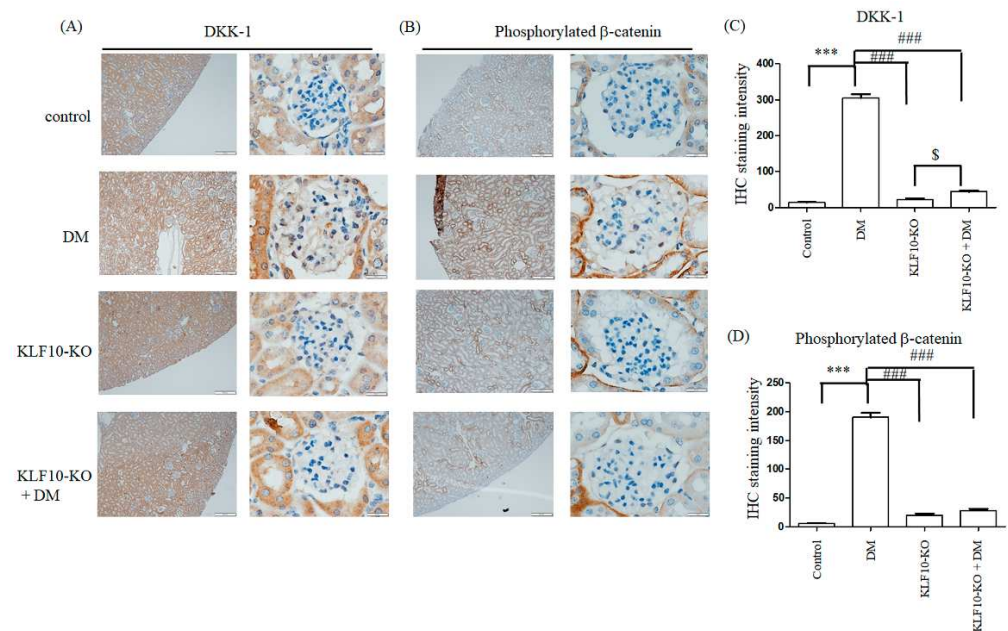 (A)
DKK-1
(B)
Phosphorylated β-catenin
control
DM
KLF10-KO
KLF10-KO
+ DM
(C)
DKK-1
###
***
###
$
IHC staining intensity
400
300
200
100
0
Control
DM
KLF10-KO
KLF10-KO + DM
(D)
Phosphorylated β-catenin
###
***
###
IHC staining intensity
250
200
150
100
50
0
Control
DM
KLF10-KO
KLF10-KO + DM